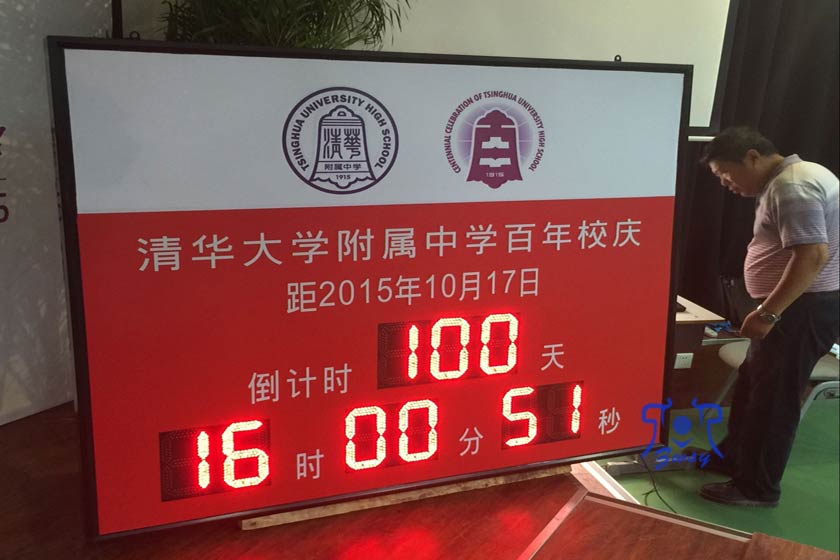 TSINGHUA UNIVERSITY HIGH SCHOOL
清華
附属中学
1915
CENTENNIAL CELEBRATION OF TSINGHUA UNIVERSITY HIGH SCHOOL
1915
清华大学附属中学百年校庆
距2015年10月17日
倒计时 100 天
16 时 00 分 51 秒